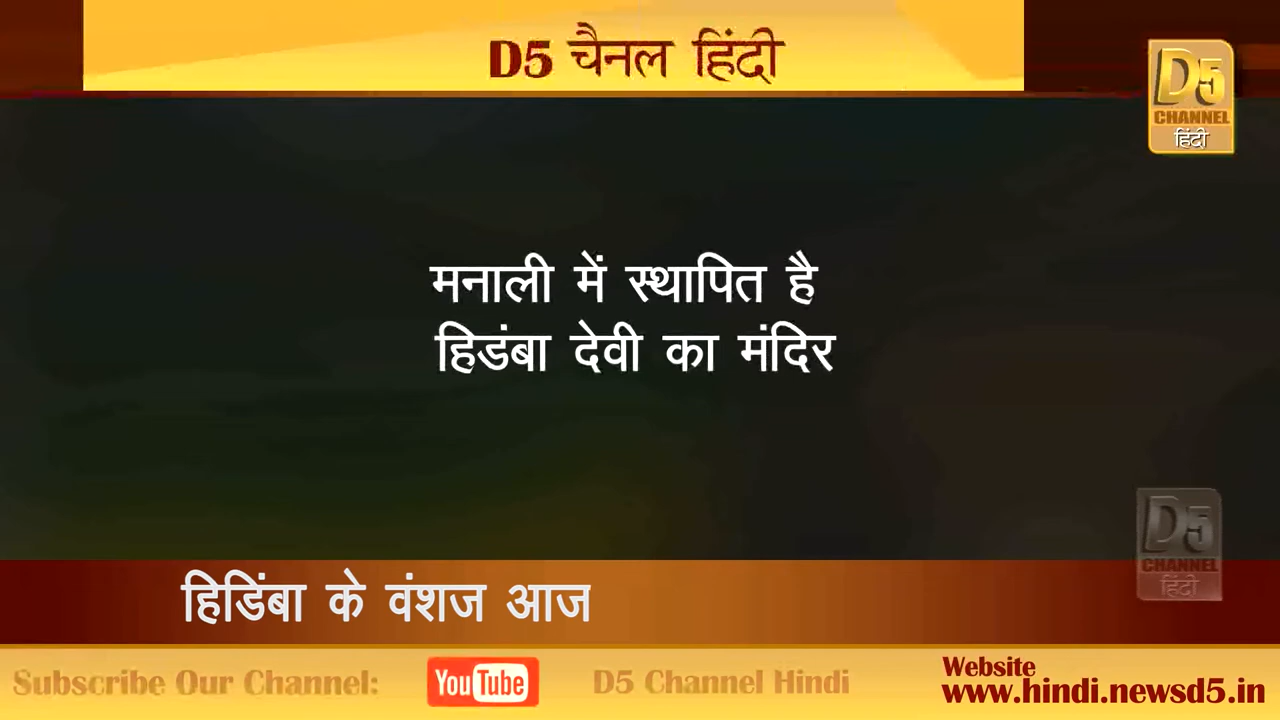 D5 चैनल हिंदी
D5
CHANNEL
हिंदी
मनाली में स्थापित है
हिडंबा देवी का मंदिर
D5
CHANNEL
हिंदी
हिडिंबा के वंशज आज
Subscribe Our Channel:
YouTube
D5 Channel Hindi
Website
www.hindi.newsd5.in